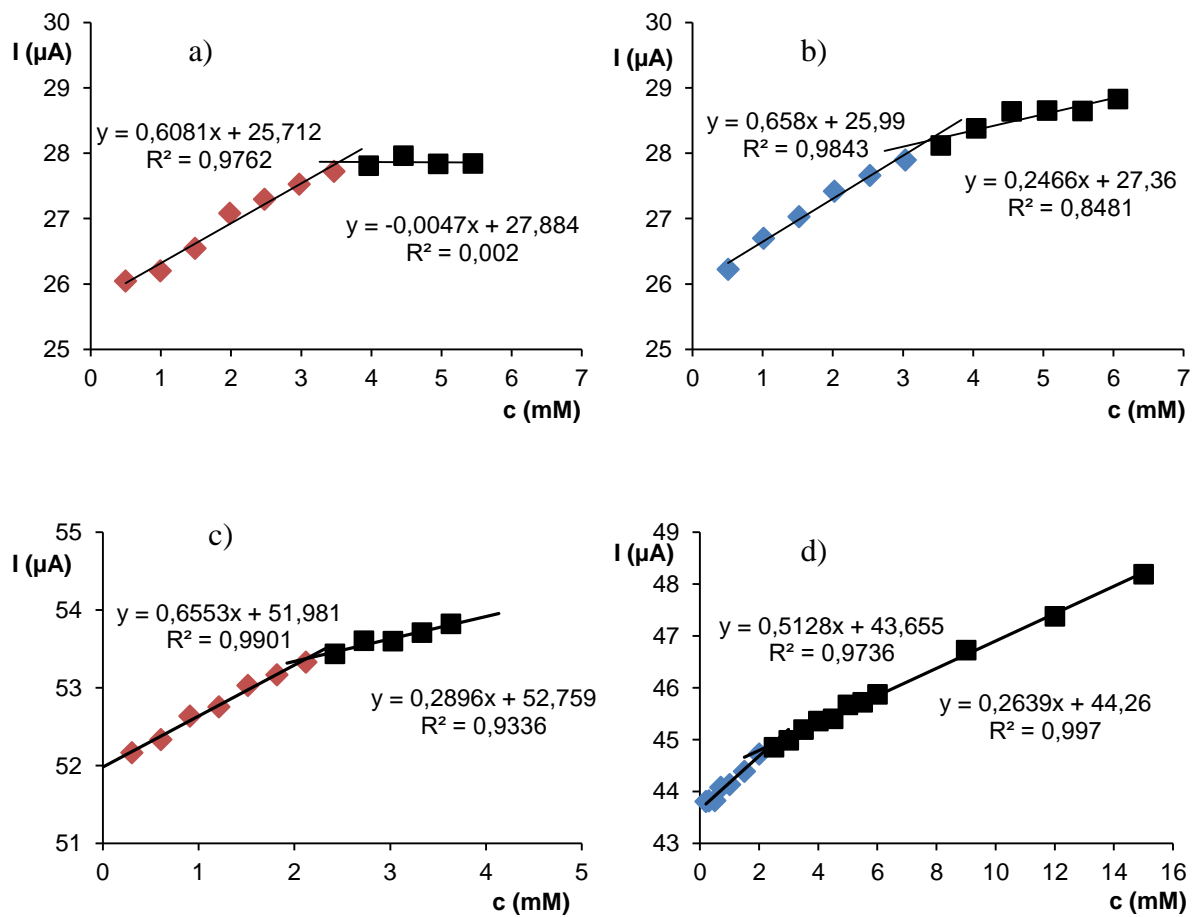 a)
I (µA)
30
29
28
27
26
25
y = 0,6081x + 25,712
R² = 0,9762
y = -0,0047x + 27,884
R² = 0,002
0 1 2 3 4 5 6 7
c (mM)
b)
I (µA)
30
29
28
27
26
25
y = 0,658x + 25,99
R² = 0,9843
y = 0,2466x + 27,36
R² = 0,8481
0 1 2 3 4 5 6 7
c (mM)
c)
I (µA)
55
54
53
52
51
y = 0,6553x + 51,981
R² = 0,9901
y = 0,2896x + 52,759
R² = 0,9336
0 1 2 3 4 5
c (mM)
d)
I (µA)
49
48
47
46
45
44
43
y = 0,5128x + 43,655
R² = 0,9736
y = 0,2639x + 44,26
R² = 0,997
0 2 4 6 8 10 12 14 16
c (mM)